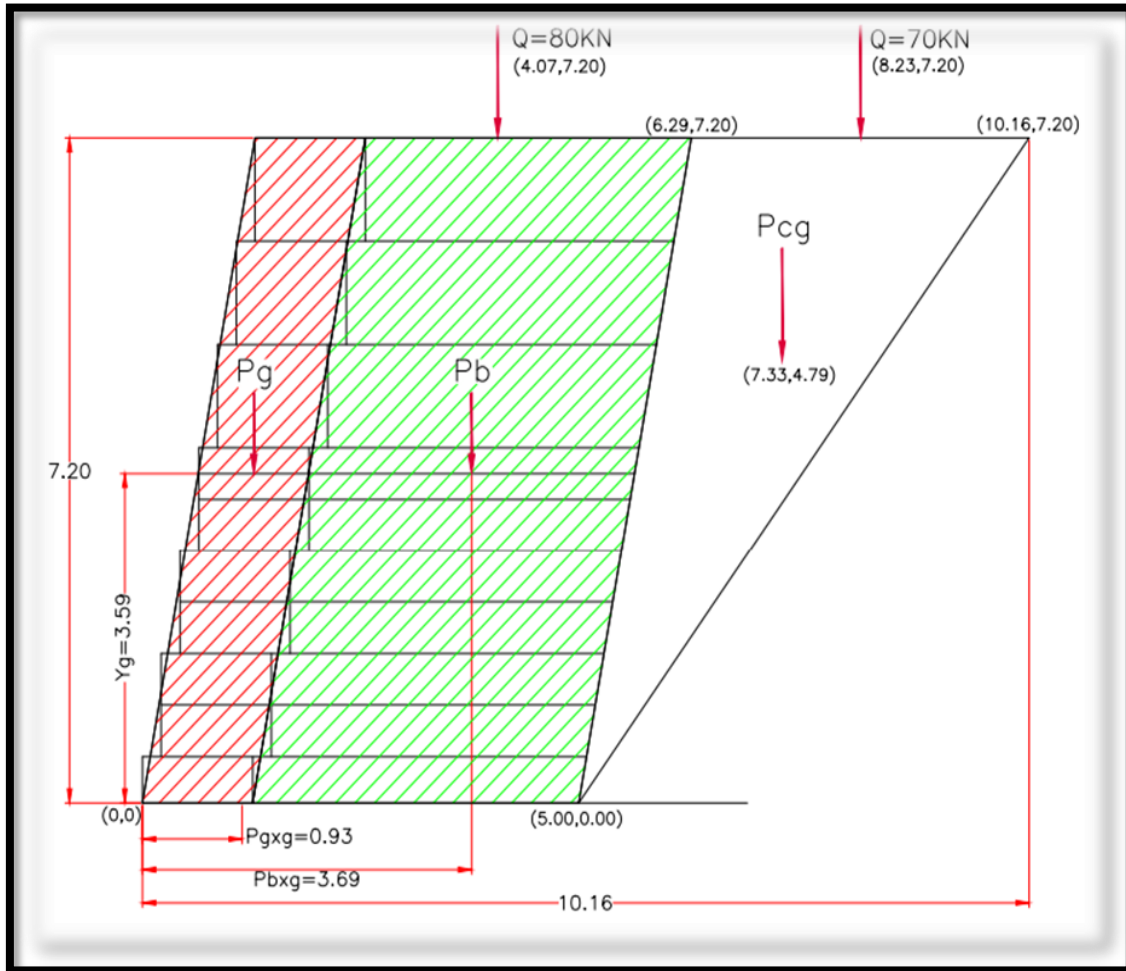 Q=80KN
(4.07,7.20)
Q=70KN
(8.23,7.20)
(6.29,7.20)
(10.16,7.20)
Pcg
(7.33,4.79)
Pg
Pb
7.20
Yg=3.59
(0,0)
(5.00,0.00)
Pgxg=0.93
Pbxg=3.69
10.16